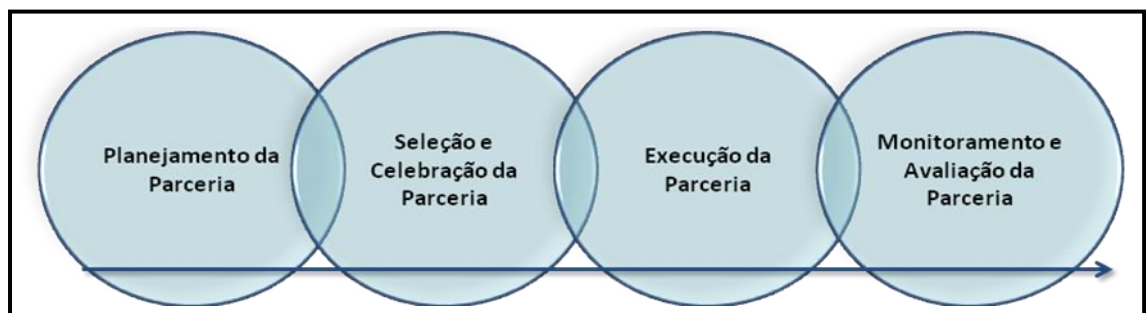 Planejamento da
Parceria
Seleção e
Celebração da
Parceria
Execução da
Parceria
Monitoramento e
Avaliação da
Parceria